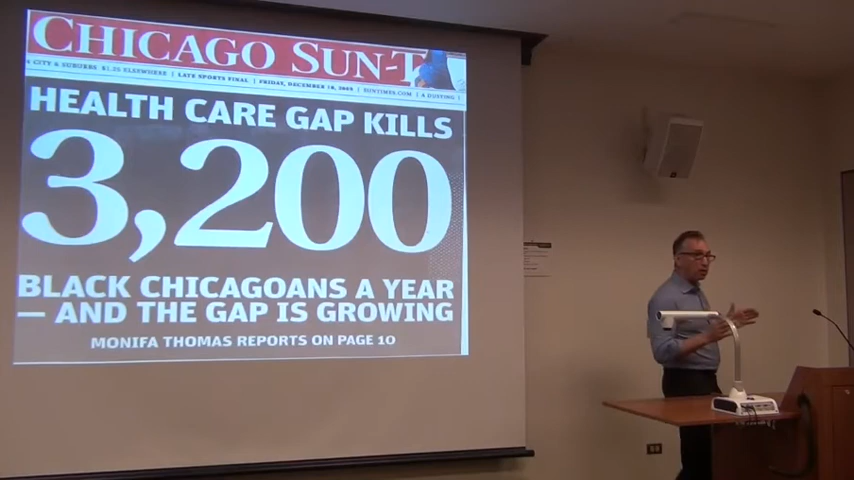 CHICAGO SUN-T
CITY & SUBURBS $1.25 ELSEWHERE | LATE SPORTS FINAL | FRIDAY, DECEMBER 18, 2009 | SUNTIMES.COM | A DUSTING
HEALTH CARE GAP KILLS
3,200
BLACK CHICAGOANS A YEAR
— AND THE GAP IS GROWING
MONIFA THOMAS REPORTS ON PAGE 10